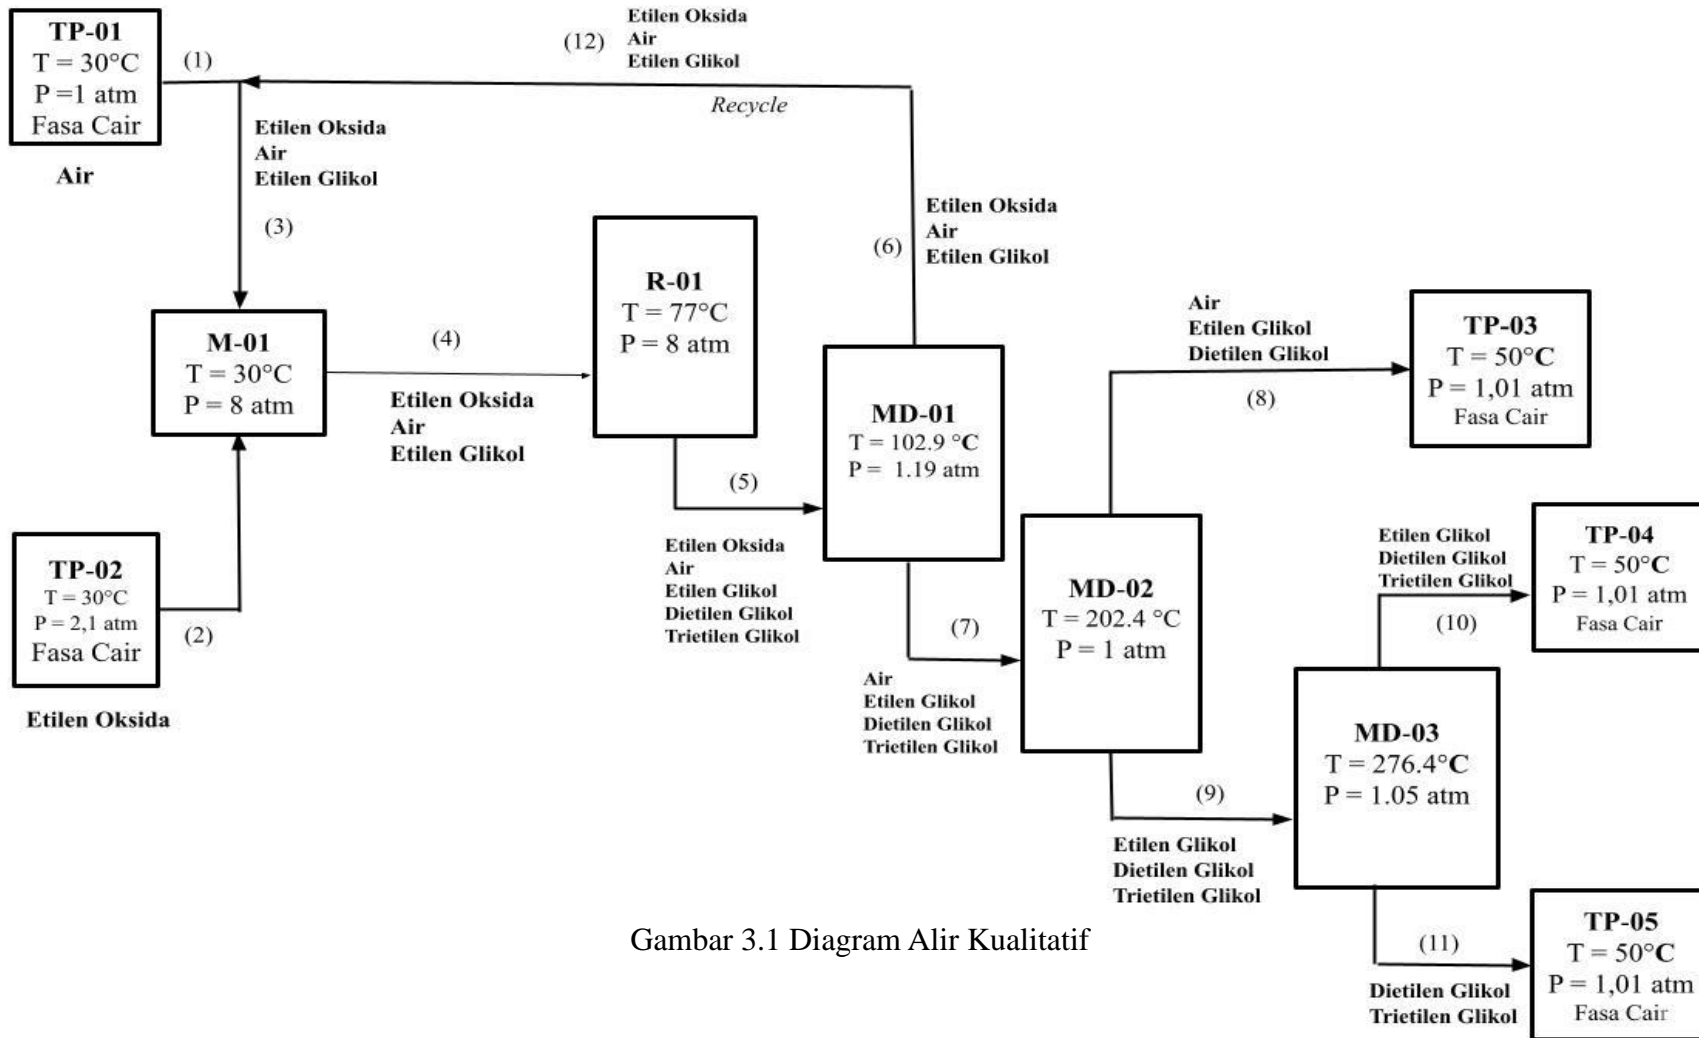 TP-01
T = 30°C
P =1 atm
Fasa Cair
Air
(1)
(12)
Etilen Oksida
Air
Etilen Glikol
Recycle
Etilen Oksida
Air
Etilen Glikol
(3)
Etilen Oksida
Air
Etilen Glikol
(6)
M-01
T = 30°C
P = 8 atm
(4)
Etilen Oksida
Air
Etilen Glikol
R-01
T = 77°C
P = 8 atm
(5)
Etilen Oksida
Air
Etilen Glikol
Dietilen Glikol
Trietilen Glikol
TP-02
T = 30°C
P = 2,1 atm
Fasa Cair
(2)
Etilen Oksida
MD-01
T = 102.9 °C
P = 1.19 atm
(7)
Air
Etilen Glikol
Dietilen Glikol
Trietilen Glikol
Air
Etilen Glikol
Dietilen Glikol
(8)
TP-03
T = 50°C
P = 1,01 atm
Fasa Cair
MD-02
T = 202.4 °C
P = 1 atm
(9)
Etilen Glikol
Dietilen Glikol
Trietilen Glikol
Etilen Glikol
Dietilen Glikol
Trietilen Glikol
(10)
TP-04
T = 50°C
P = 1,01 atm
Fasa Cair
MD-03
T = 276.4°C
P = 1.05 atm
(11)
Dietilen Glikol
Trietilen Glikol
TP-05
T = 50°C
P = 1,01 atm
Fasa Cair
Gambar 3.1 Diagram Alir Kualitatif